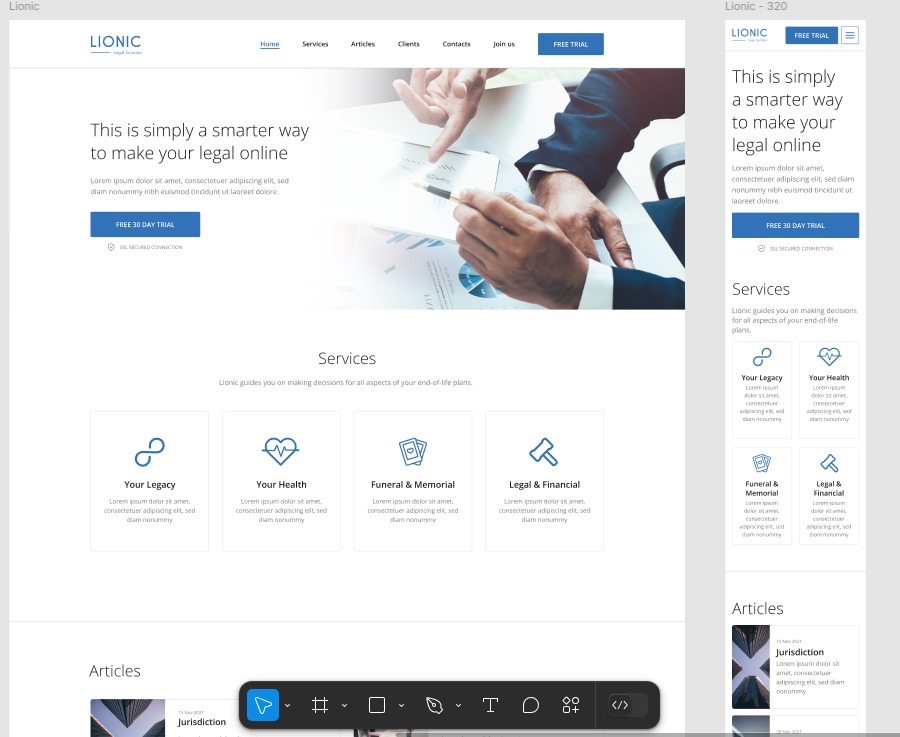 Lionic
LIONIC
Legal Solution
Home
Services
Articles
Clients
Contacts
Join us
FREE TRIAL
This is simply a smarter way
to make your legal online
Lorem ipsum dolor sit amet, consectetuer adipiscing elit, sed
diam nonummy nibh euismod tincidunt ut laoreet dolore.
FREE 30 DAY TRIAL
SSL SECURED CONNECTION
Services
Lionic guides you on making decisions for all aspects of your end-of-life plans.
Your Legacy
Lorem ipsum dolor sit amet,
consectetuer adipiscing elit, sed
diam nonummy
Your Health
Lorem ipsum dolor sit amet,
consectetuer adipiscing elit, sed
diam nonummy
Funeral & Memorial
Lorem ipsum dolor sit amet,
consectetuer adipiscing elit, sed
diam nonummy
Legal & Financial
Lorem ipsum dolor sit amet,
consectetuer adipiscing elit, sed
diam nonummy
Articles
15 Nov 2021
Jurisdiction
Lionic - 320
LIONIC
FREE TRIAL
This is simply
a smarter way
to make your
legal online
Lorem ipsum dolor sit amet,
consectetuer adipiscing elit, sed
diam nonummy nibh euismod tincidunt ut
laoreet dolore.
FREE 30 DAY TRIAL
SSL SECURED CONNECTION
Services
Lionic guides you on making decisions
for all aspects of your end-of-life
plans.
Your Legacy
Lorem ipsum
dolor sit amet,
consectetuer
adipiscing elit, sed
diam nonummy
Your Health
Lorem ipsum
dolor sit amet,
consectetuer
adipiscing elit, sed
diam nonummy
Funeral &
Memorial
Lorem ipsum
dolor sit amet,
consectetuer
adipiscing elit, sed
diam nonummy
Legal &
Financial
Lorem ipsum
dolor sit amet,
consectetuer
adipiscing elit, sed
diam nonummy
Articles
15 Nov 2021
Jurisdiction
Lorem ipsum dolor sit
amet, consectetuer
adipiscing elit, sed diam
nonummy